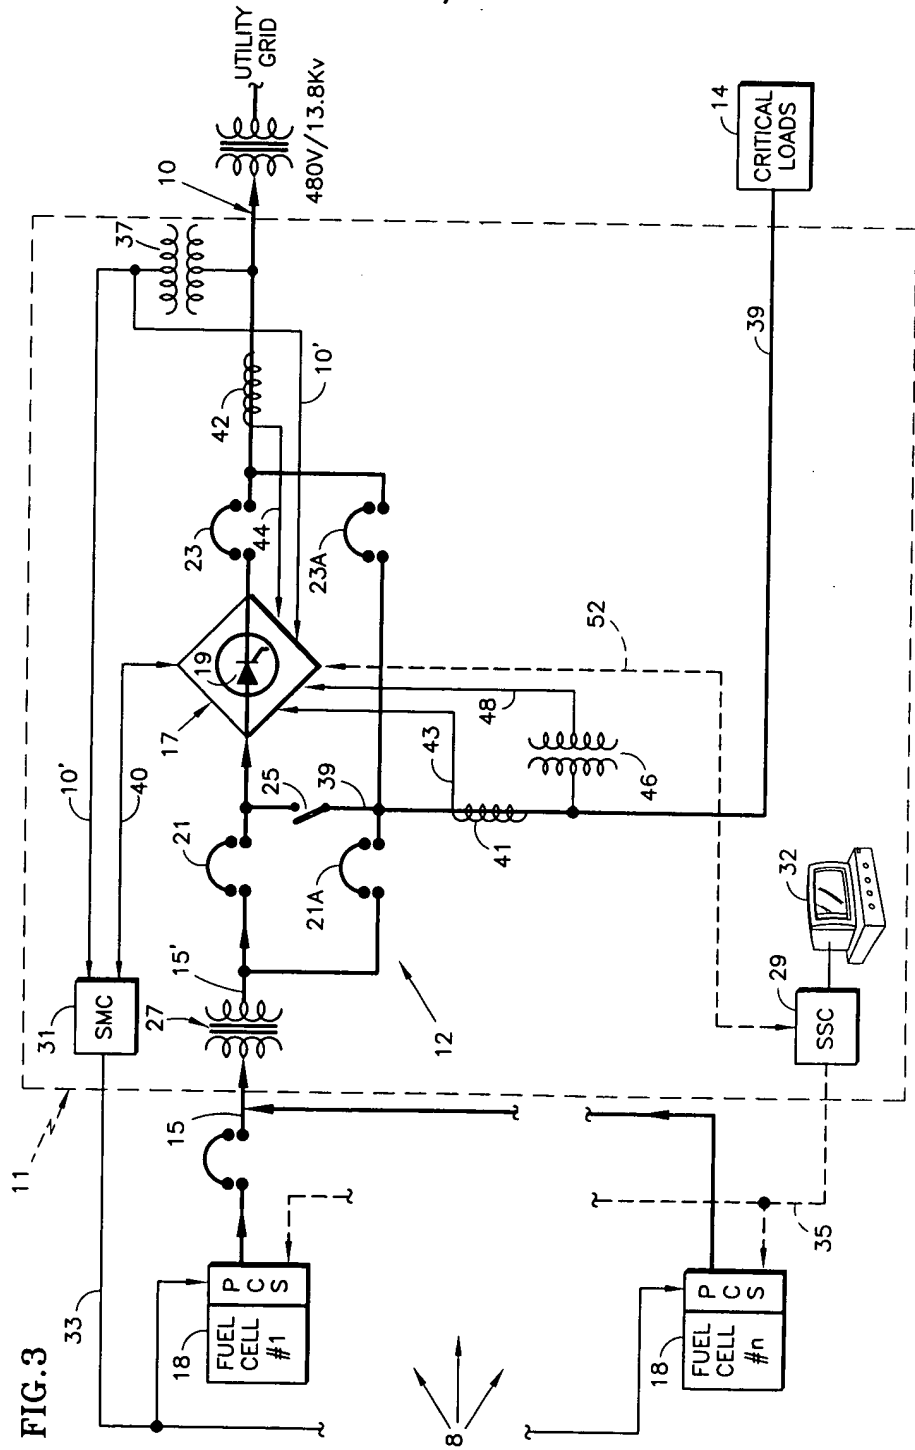 FIG.3
11
31
SMC
10'
40
33
37
10
UTILITY
GRID
480V/13.8Kv
18
FUEL
CELL
#1
P
C
S
15
27
15'
21
17
19
23
44
42
10'
25
39
21A
23A
12
43
41
48
46
52
8
18
FUEL
CELL
#n
P
C
S
35
29
SSC
32
39
14
CRITICAL
LOADS